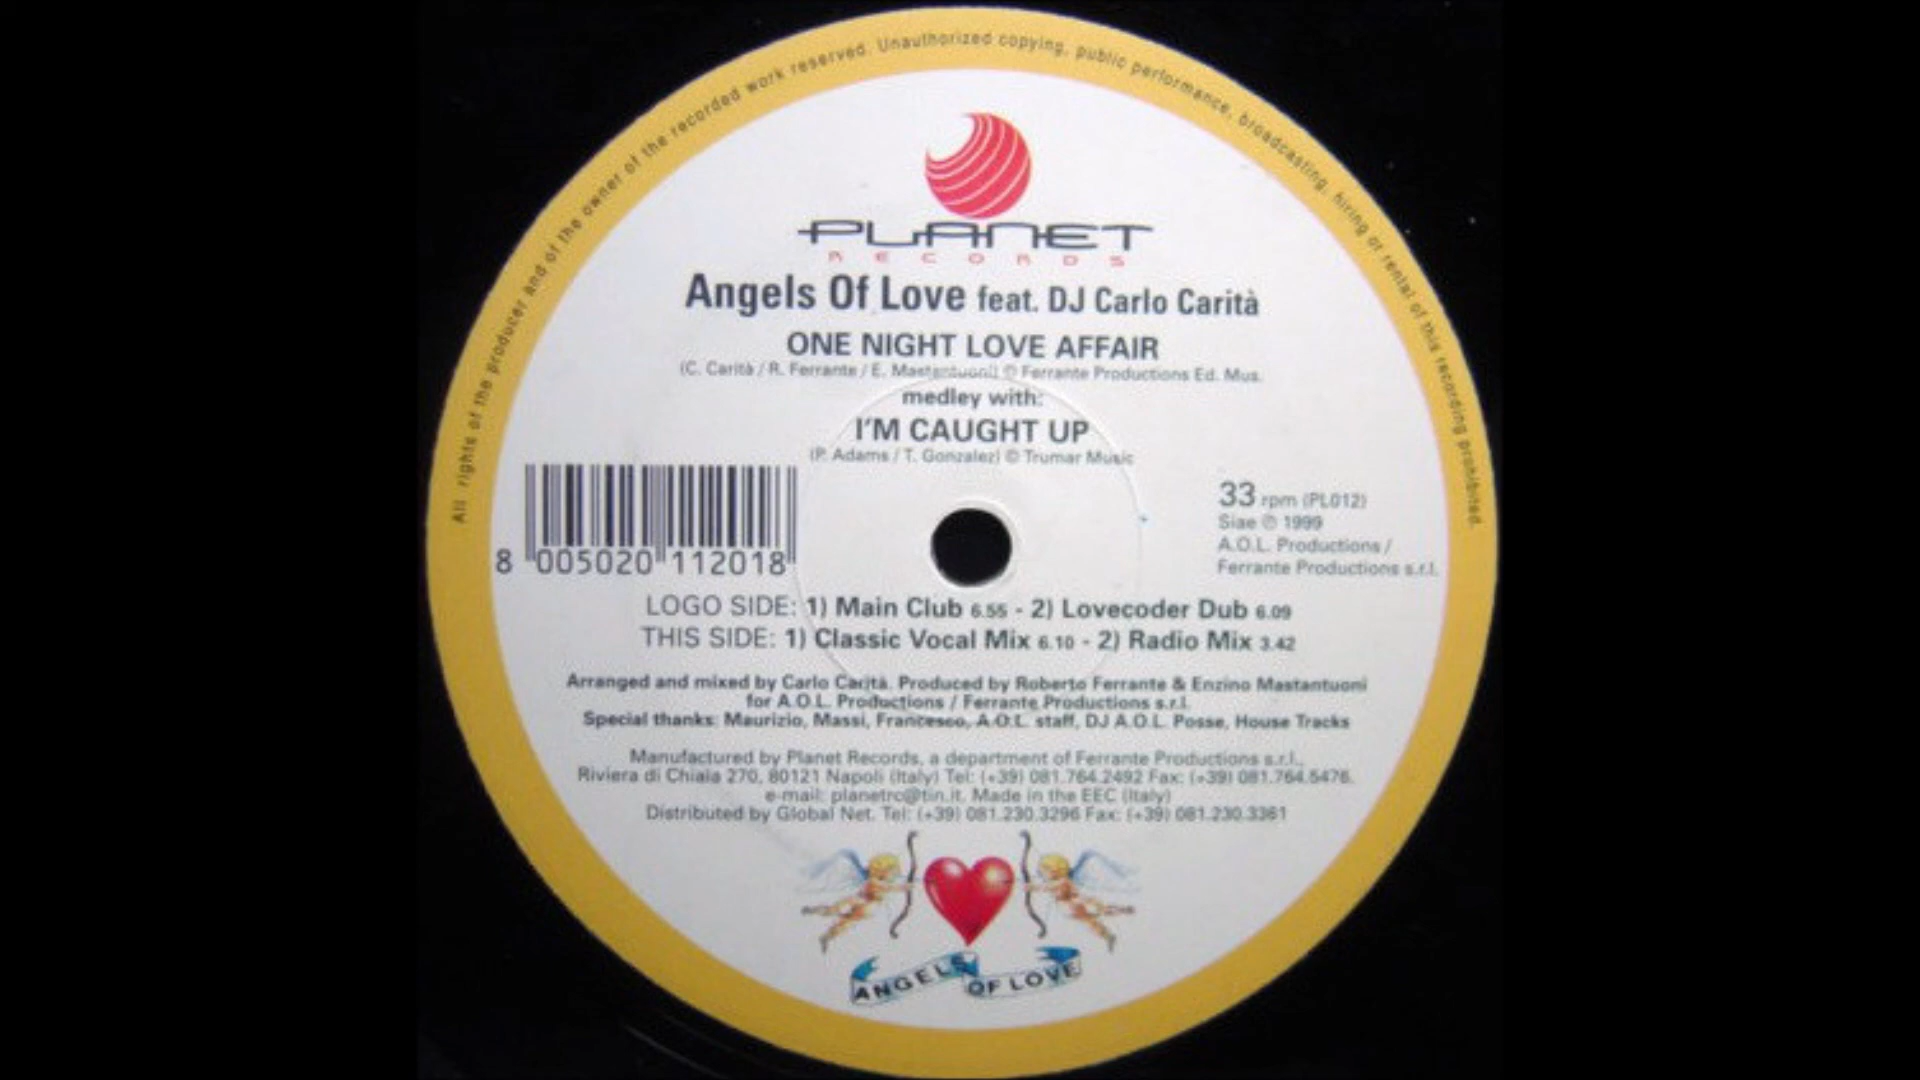 All rights of the producer and of the owner of the recorded work reserved. Unauthorized copying, public performance, broadcasting, hiring or rental of this recording prohibited.
PLANET
RECORDS
Angels Of Love feat. DJ Carlo Carità
ONE NIGHT LOVE AFFAIR
(C. Carità / R. Ferrante / E. Mastantuoni) © Ferrante Productions Ed. Mus.
medley with:
I'M CAUGHT UP
(P. Adams / T. Gonzalez) © Trumar Music
8 005020 112018
33 rpm (PL012)
Siae ℗ 1999
A.O.L. Productions /
Ferrante Productions s.r.l.
LOGO SIDE: 1) Main Club 6.55 - 2) Lovecoder Dub 6.09
THIS SIDE: 1) Classic Vocal Mix 6.10 - 2) Radio Mix 3.42
Arranged and mixed by Carlo Carità. Produced by Roberto Ferrante & Enzino Mastantuoni
for A.O.L. Productions / Ferrante Productions s.r.l.
Special thanks: Maurizio, Massi, Francesco, A.O.L. staff, DJ A.O.L. Posse, House Tracks
Manufactured by Planet Records, a department of Ferrante Productions s.r.l.,
Riviera di Chiaia 270, 80121 Napoli (Italy) Tel: (+39) 081.764.2492 Fax: (+39) 081.764.5476.
e-mail: planetrc@tin.it. Made in the EEC (Italy)
Distributed by Global Net. Tel: (+39) 081.230.3296 Fax: (+39) 081.230.3361
ANGELS OF LOVE